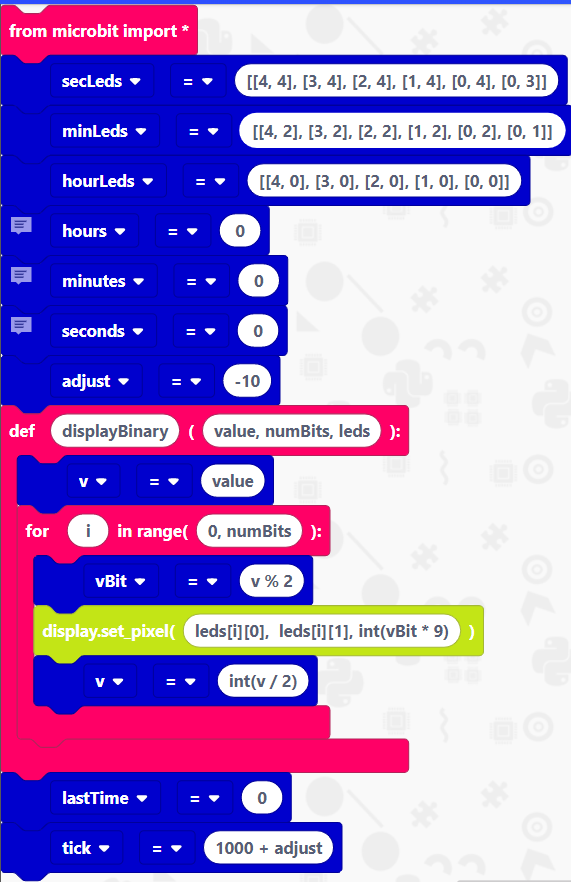 from microbit import *
secLeds = [[4, 4], [3, 4], [2, 4], [1, 4], [0, 4], [0, 3]]
minLeds = [[4, 2], [3, 2], [2, 2], [1, 2], [0, 2], [0, 1]]
hourLeds = [[4, 0], [3, 0], [2, 0], [1, 0], [0, 0]]
hours = 0
minutes = 0
seconds = 0
adjust = -10
def displayBinary ( value, numBits, leds ):
v = value
for i in range( 0, numBits ):
vBit = v % 2
display.set_pixel( leds[i][0], leds[i][1], int(vBit * 9) )
v = int(v / 2)
lastTime = 0
tick = 1000 + adjust